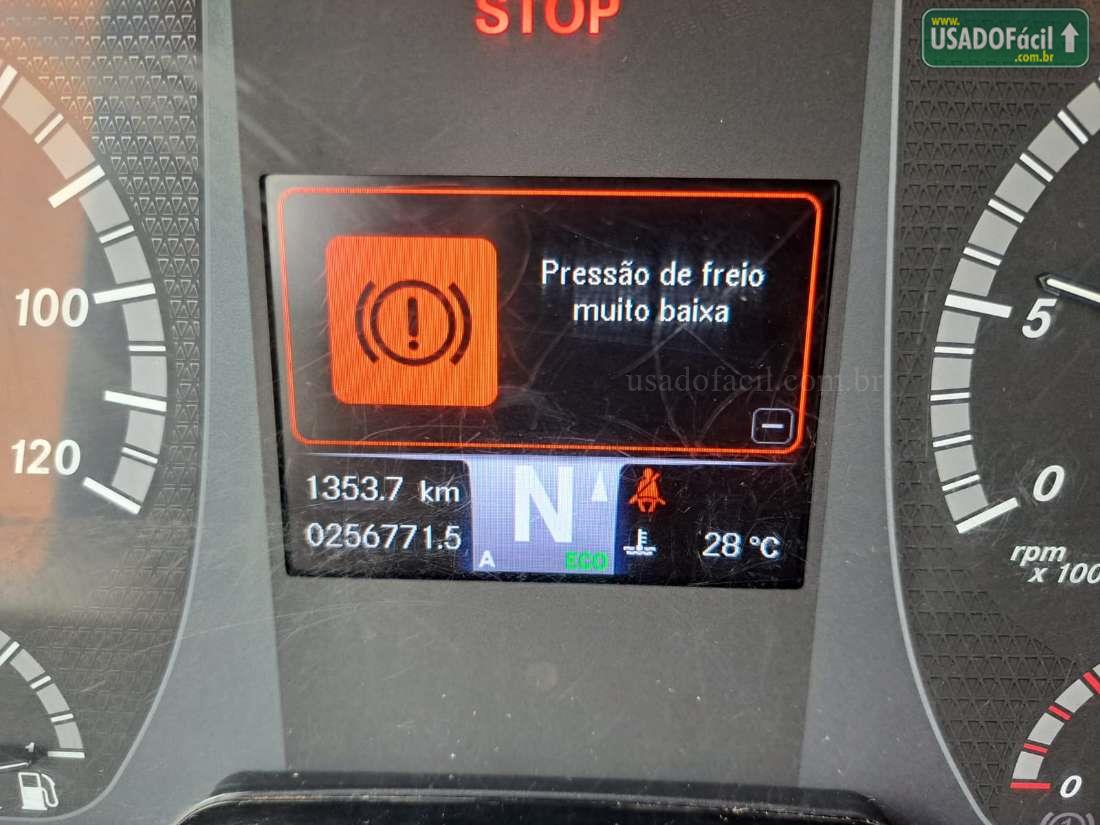 STOP
www.
USADOFácil
.com.br
Pressão de freio
muito baixa
usadofacil.com.br
100
120
1353.7 km
0256771.5
N
A
ECO
28 °C
5
0
rpm
x 100
1
0